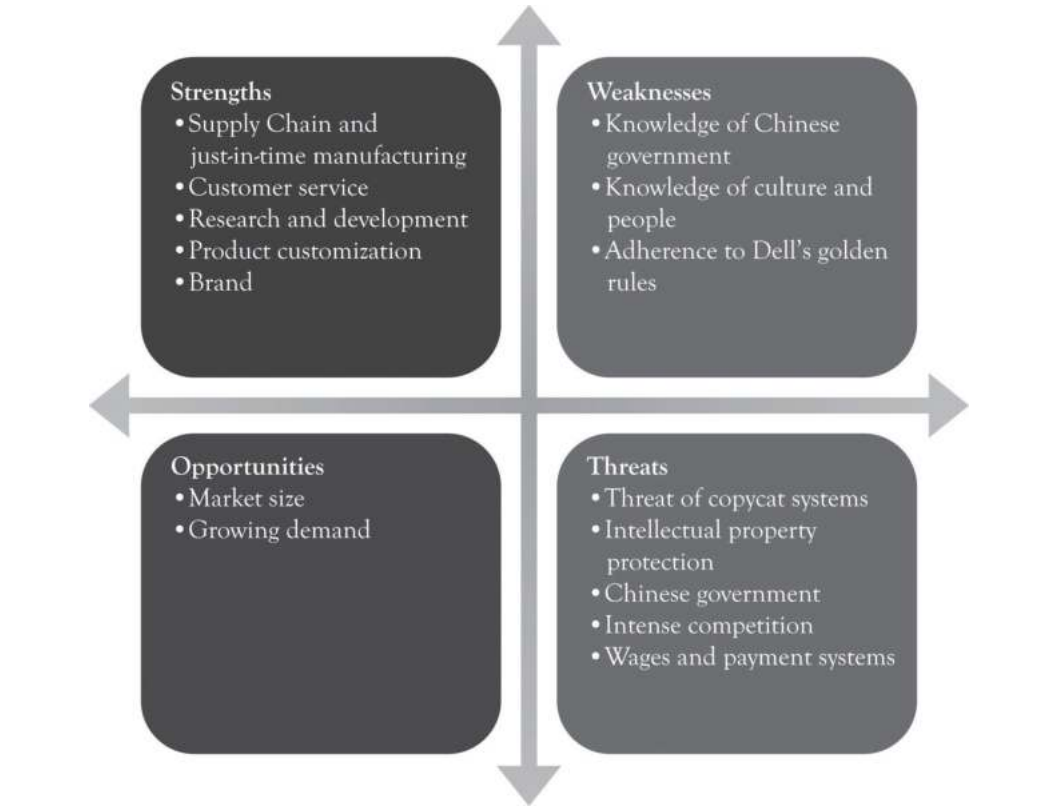 Strengths
• Supply Chain and
just-in-time manufacturing
• Customer service
• Research and development
• Product customization
• Brand
Weaknesses
• Knowledge of Chinese
government
• Knowledge of culture and
people
• Adherence to Dell's golden
rules
Opportunities
• Market size
• Growing demand
Threats
• Threat of copycat systems
• Intellectual property
protection
• Chinese government
• Intense competition
• Wages and payment systems